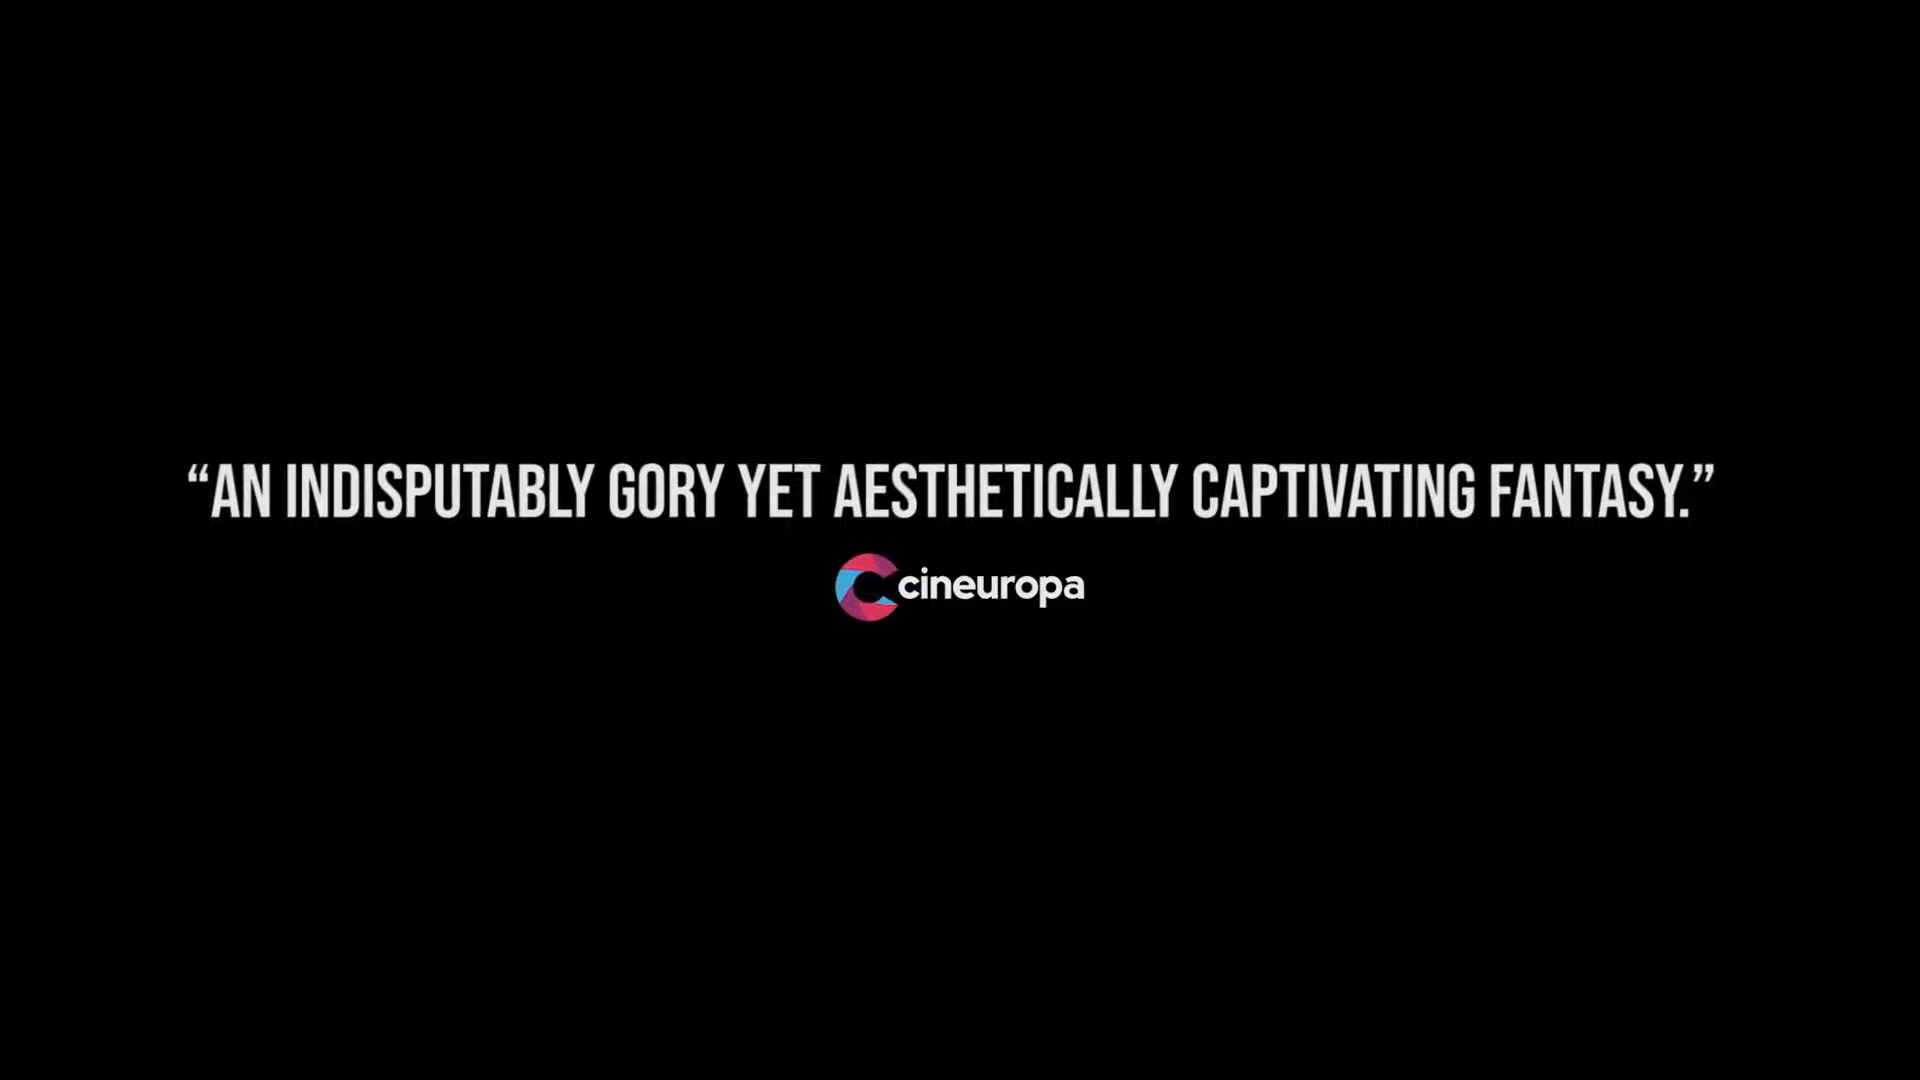 “AN INDISPUTABLY GORY YET AESTHETICALLY CAPTIVATING FANTASY.”
cineuropa